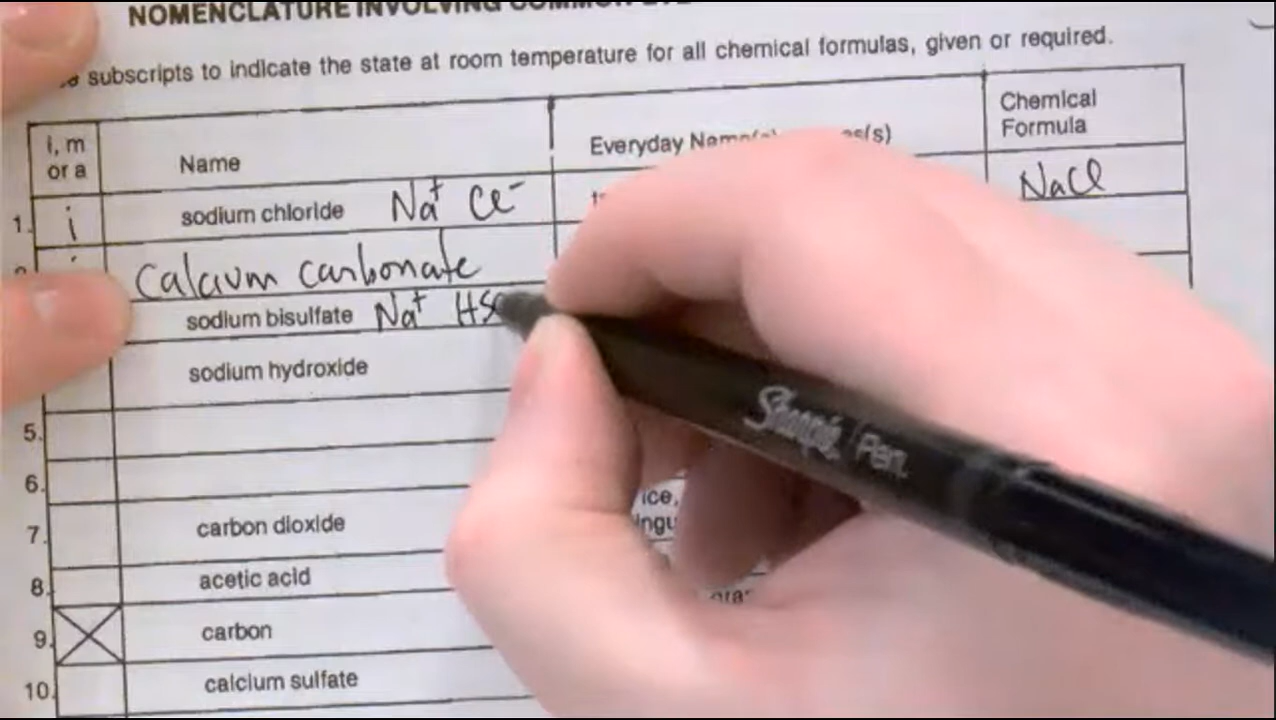 NOMENCLATURE INVOLVING
subscripts to indicate the state at room temperature for all chemical formulas, given or required.
i, m or a Name Everyday Chemical Formula
1. i sodium chloride Na⁺ Cl⁻ NaCl
Calcium carbonate
sodium bisulfate Na⁺ HS
sodium hydroxide
5.
6.
7. carbon dioxide ice,
8. acetic acid
9. carbon
10. calcium sulfate
Sharpie Pen.